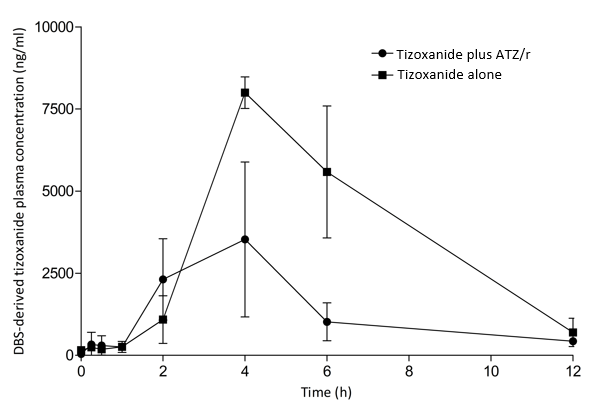 DBS-derived tizoxanide plasma concentration (ng/ml)
10000
7500
5000
2500
0
Tizoxanide plus ATZ/r
Tizoxanide alone
0 2 4 6 8 10 12
Time (h)